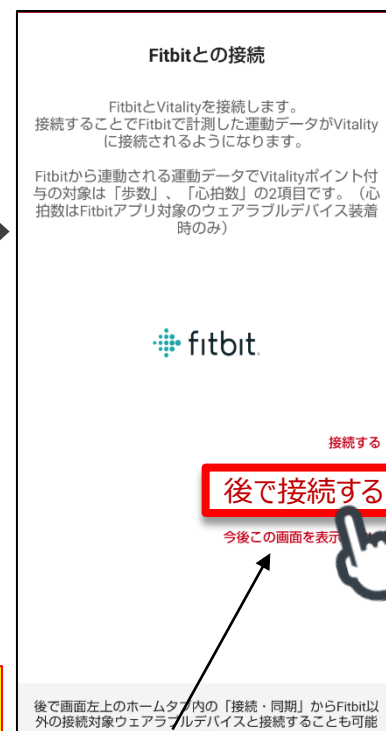 Fitbitとの接続
FitbitとVitalityを接続します。
接続することでFitbitで計測した運動データがVitality
に接続されるようになります。
Fitbitから連動される運動データでVitalityポイント付
与の対象は「歩数」、「心拍数」の2項目です。（心
拍数はFitbitアプリ対象のウェアラブルデバイス装着
時のみ）
fitbit.
接続する
後で接続する
今後この画面を表示
後で画面左上のホームタブ内の「接続・同期」からFitbit以
外の接続対象ウェアラブルデバイスと接続することも可能